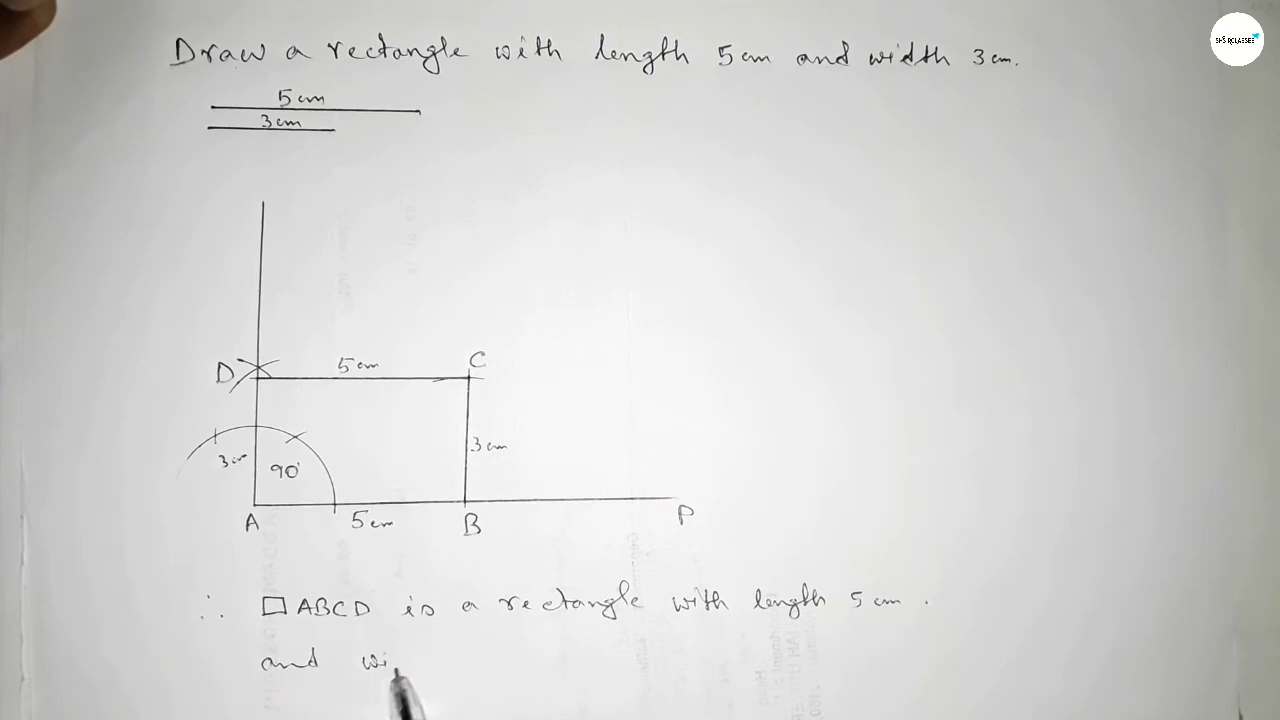 Draw a rectangle with length 5cm and width 3cm.
SHSIRCLASSES
5cm
3cm
D 5cm C
3cm 90° 3cm
A 5cm B P
∴ □ABCD is a rectangle with length 5cm.
and wi